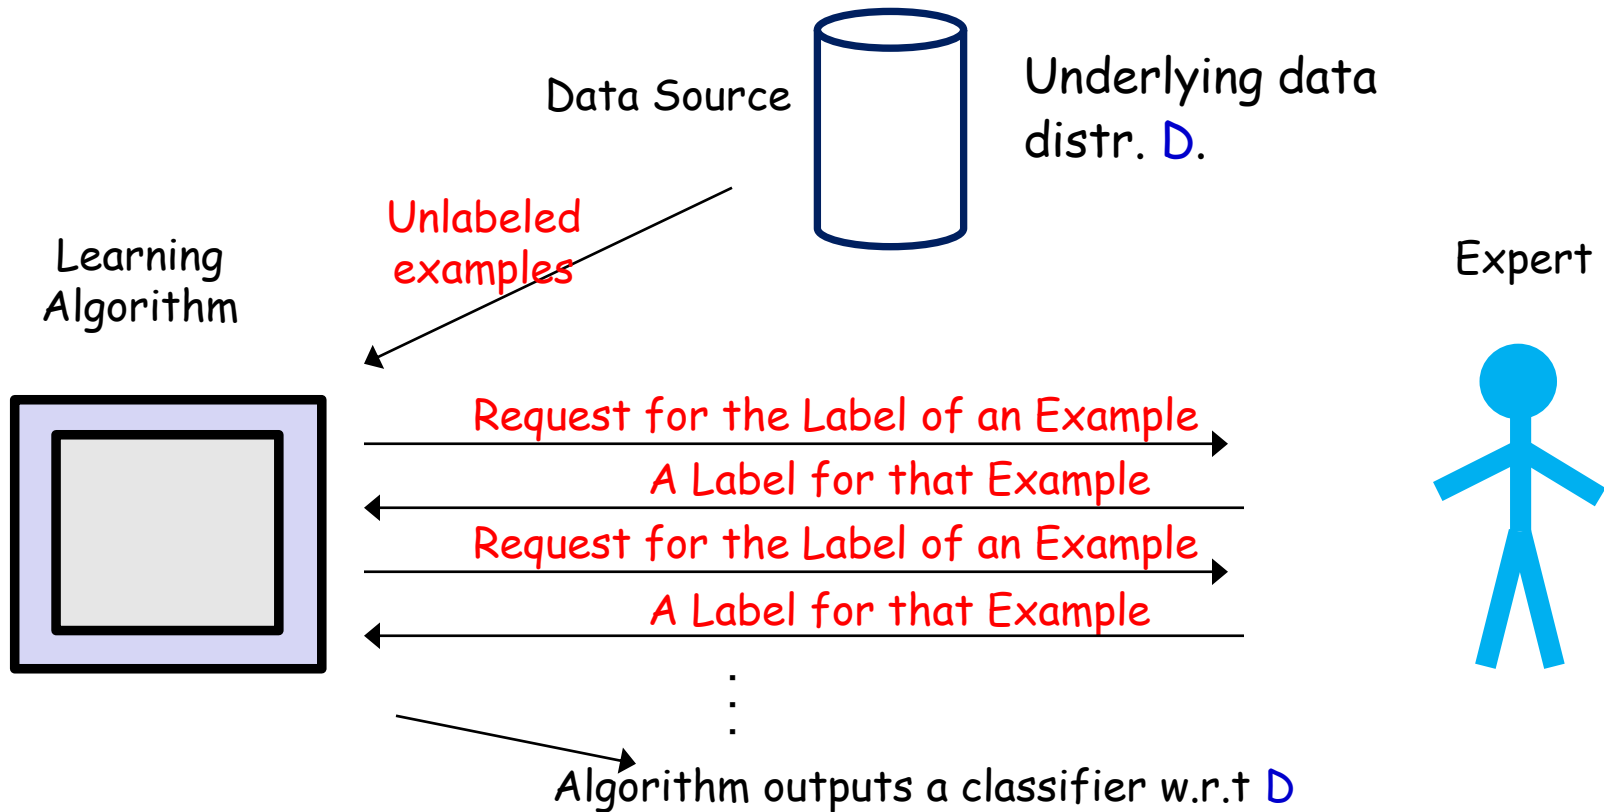 Data Source
Underlying data
distr. D.
Unlabeled
examples
Learning
Algorithm
Expert
Request for the Label of an Example
A Label for that Example
Request for the Label of an Example
A Label for that Example
.
.
.
Algorithm outputs a classifier w.r.t D